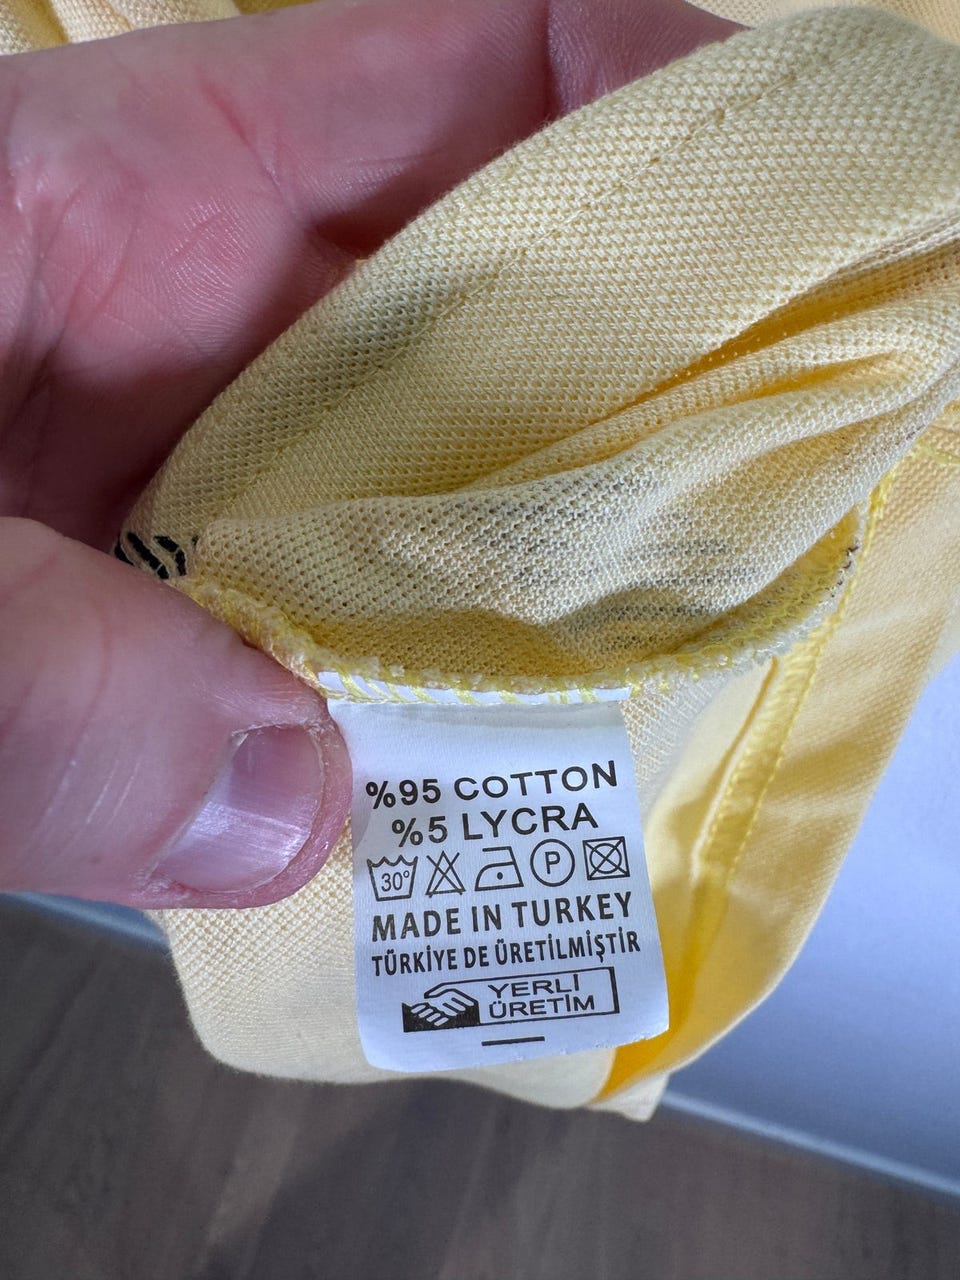 %95 COTTON
%5 LYCRA
30° P
MADE IN TURKEY
TÜRKİYE DE ÜRETİLMİŞTİR
YERLİ
ÜRETİM